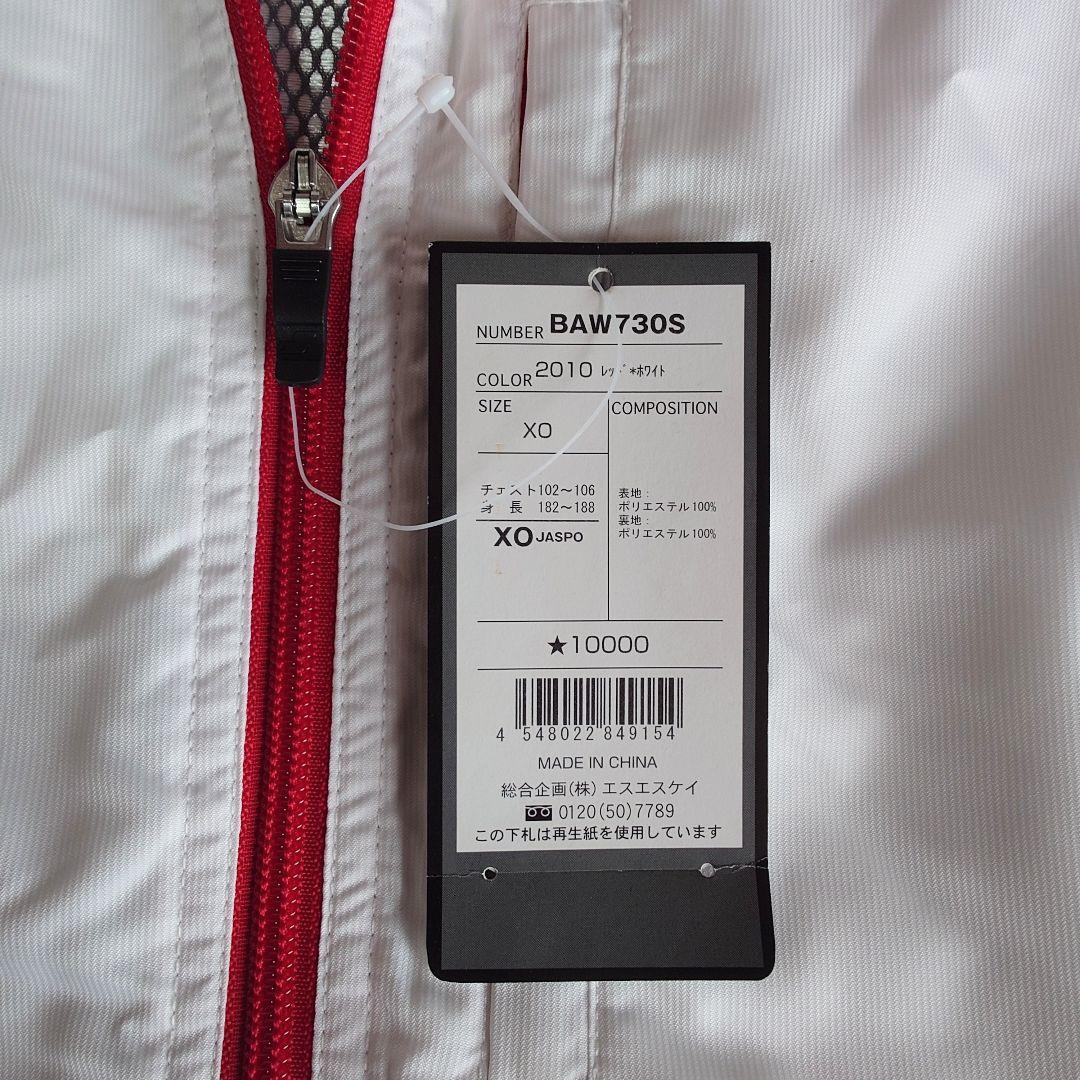 NUMBER BAW730S
COLOR 2010 ﾚｯﾄﾞ*ﾎﾜｲﾄ
SIZE
XO
チェスト102～106
身 長 182～188
XO JASPO
COMPOSITION
表地：
ポリエステル100%
裏地：
ポリエステル100%
★10000
4 548022 849154
MADE IN CHINA
総合企画(株)エスエスケイ
0120(50)7789
この下札は再生紙を使用しています